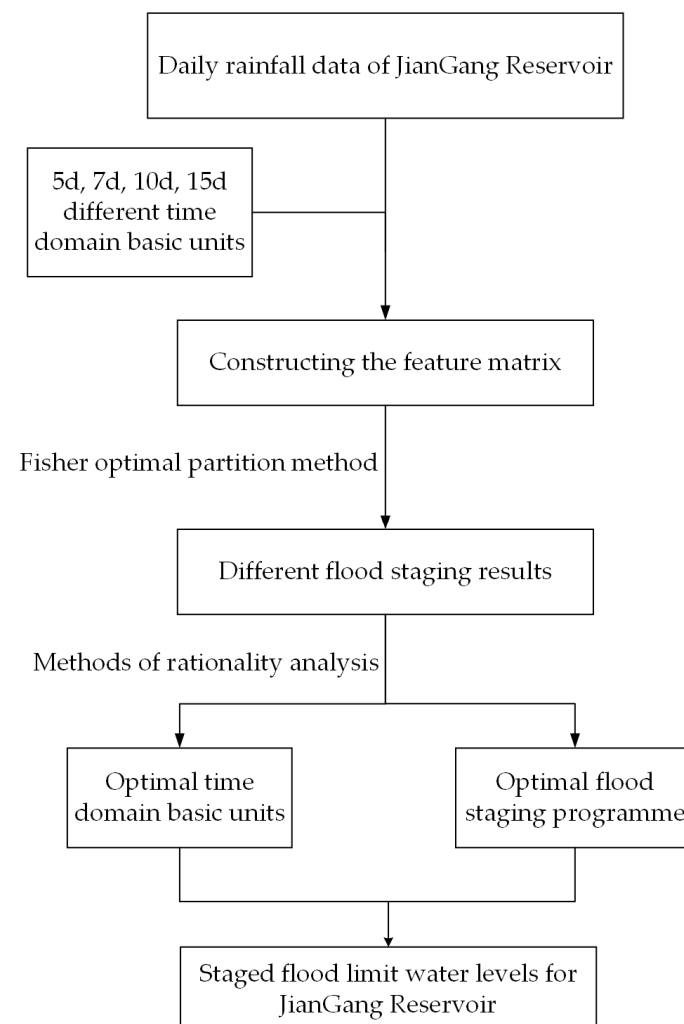 Daily rainfall data of JianGang Reservoir
5d, 7d, 10d, 15d
different time
domain basic units
Constructing the feature matrix
Fisher optimal partition method
Different flood staging results
Methods of rationality analysis
Optimal time
domain basic units
Optimal flood
staging programme
Staged flood limit water levels for
JianGang Reservoir